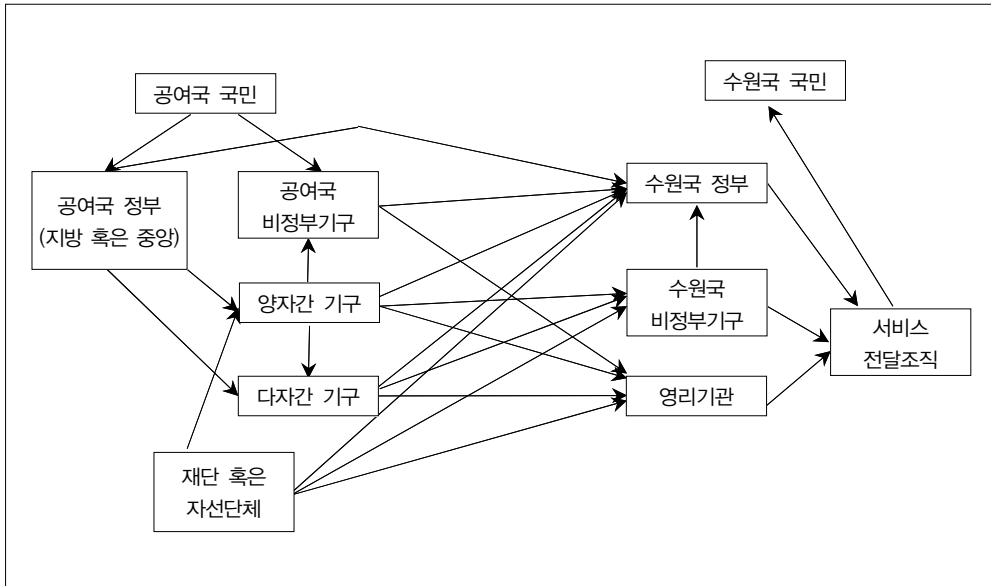 공여국 국민
수원국 국민
공여국 정부
(지방 혹은 중앙)
공여국
비정부기구
수원국 정부
양자간 기구
수원국
비정부기구
서비스
전달조직
다자간 기구
영리기관
재단 혹은
자선단체